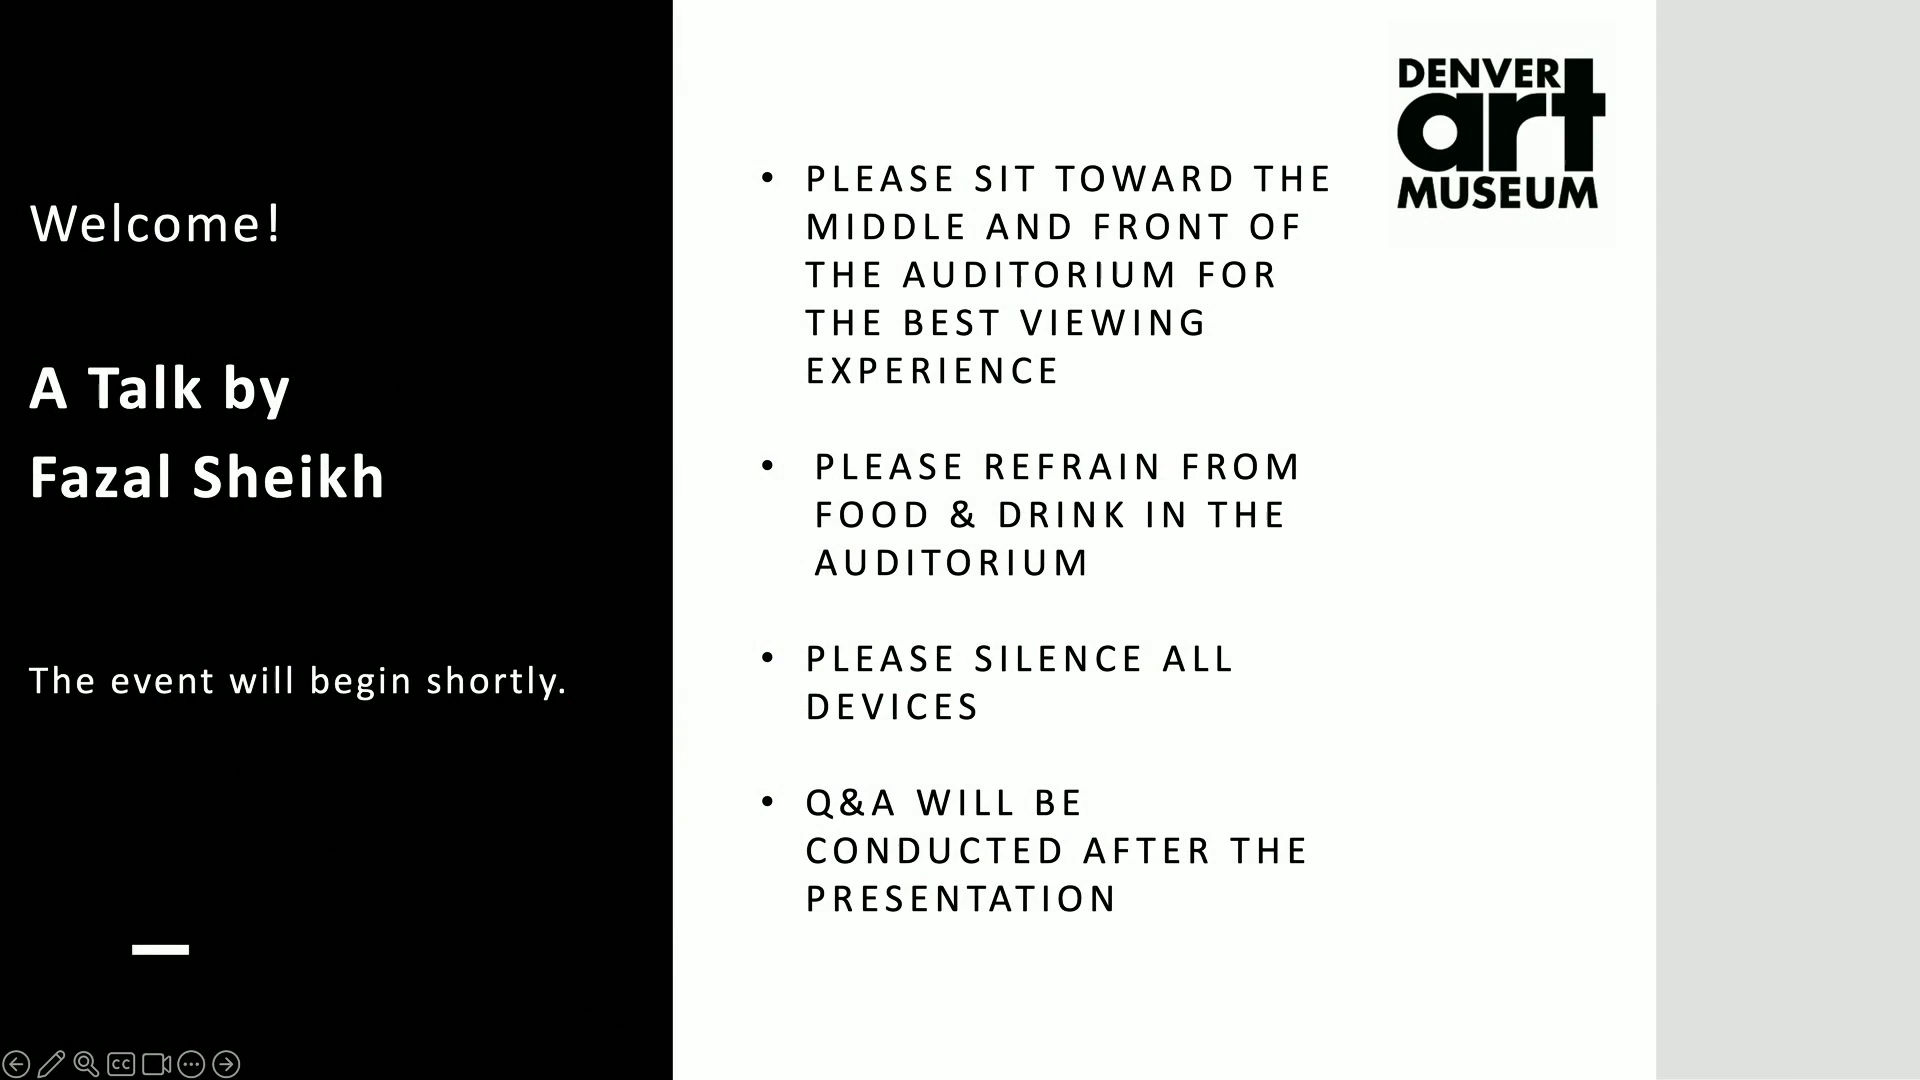 Welcome!
A Talk by
Fazal Sheikh
The event will begin shortly.
• PLEASE SIT TOWARD THE
MIDDLE AND FRONT OF
THE AUDITORIUM FOR
THE BEST VIEWING
EXPERIENCE
• PLEASE REFRAIN FROM
FOOD & DRINK IN THE
AUDITORIUM
• PLEASE SILENCE ALL
DEVICES
• Q&A WILL BE
CONDUCTED AFTER THE
PRESENTATION
DENVER
art
MUSEUM
CC